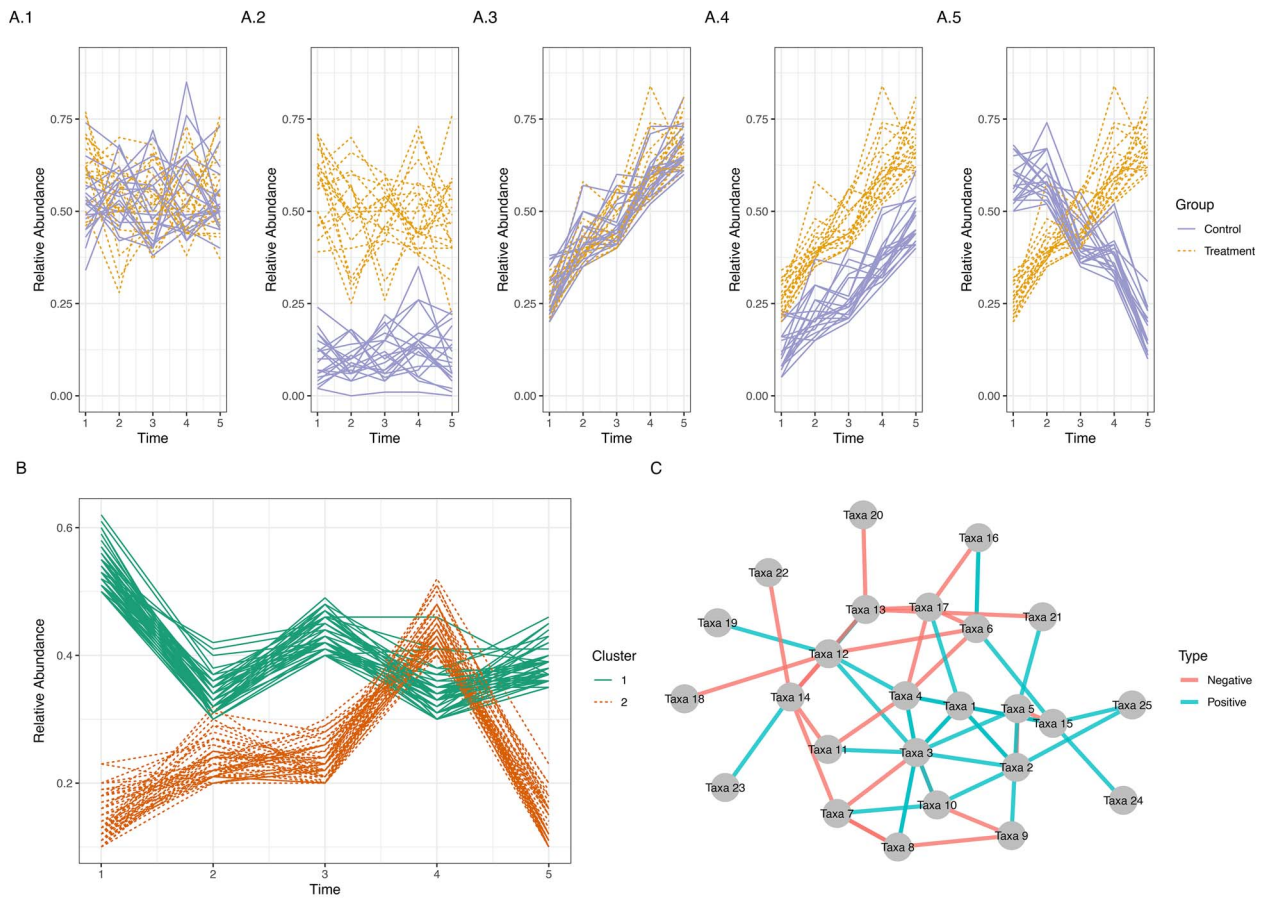 A.1
A.2
A.3
A.4
A.5
Relative Abundance
0.75
0.50
0.25
0.00
1 2 3 4 5
Time
Relative Abundance
0.75
0.50
0.25
0.00
1 2 3 4 5
Time
Relative Abundance
0.75
0.50
0.25
0.00
1 2 3 4 5
Time
Relative Abundance
0.75
0.50
0.25
0.00
1 2 3 4 5
Time
Relative Abundance
0.75
0.50
0.25
0.00
1 2 3 4 5
Time
Group
Control
Treatment
B
Relative Abundance
0.6
0.4
0.2
1 2 3 4 5
Time
Cluster
1
2
C
Taxa 20
Taxa 16
Taxa 22
Taxa 13
Taxa 17
Taxa 21
Taxa 19
Taxa 6
Taxa 12
Taxa 18
Taxa 14
Taxa 4
Taxa 1
Taxa 5
Taxa 25
Taxa 15
Taxa 11
Taxa 3
Taxa 2
Taxa 23
Taxa 24
Taxa 10
Taxa 7
Taxa 9
Taxa 8
Type
Negative
Positive